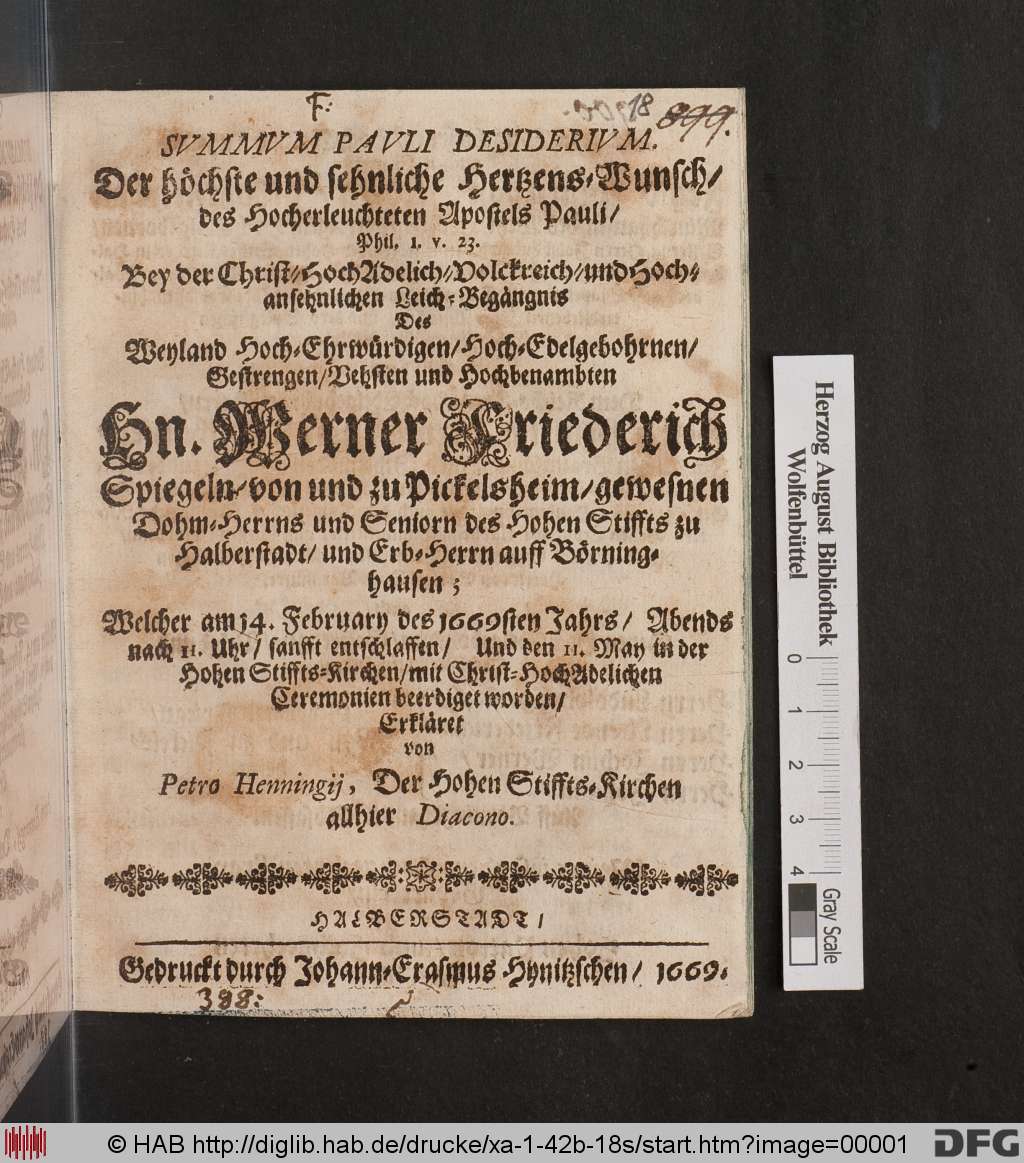 F.
18
899.
SVMMVM PAVLI DESIDERIVM.
Der höchste und sehnliche Hertzens-Wunsch/
des Hocherleuchteten Apostels Pauli/
Phil. 1. v. 23.
Bey der Christ-HochAdelich-Volckreich-und Hoch-
ansehnlichen Leich-Begängnis
Des
Weyland Hoch-Ehrwürdigen/Hoch-Edelgebohrnen/
Gestrengen/Vehsten und Hochbenambten
Hn. Werner Friederich
Spiegeln/von und zu Pickelsheim/gewesnen
Dohm-Herrns und Seniorn des Hohen Stiffts zu
Halberstadt/ und Erb-Herrn auff Börning-
hausen;
Welcher am 14. February des 1669sten Jahrs/ Abends
nach 11. Uhr/ sanfft entschlaffen/ Und den 11. May in der
Hohen Stiffts-Kirchen/mit Christ-HochAdelichen
Ceremonien beerdiget worden/
Erkläret
von
Petro Henningij, Der Hohen Stiffts-Kirchen
allhier Diacono.
HALBERSTADT/
Gedruckt durch Johann-Erasmus Hynitzschen/ 1669.
388:
Herzog August Bibliothek
Wolfenbüttel
0 1 2 3 4
Gray Scale
© HAB http://diglib.hab.de/drucke/xa-1-42b-18s/start.htm?image=00001
DFG